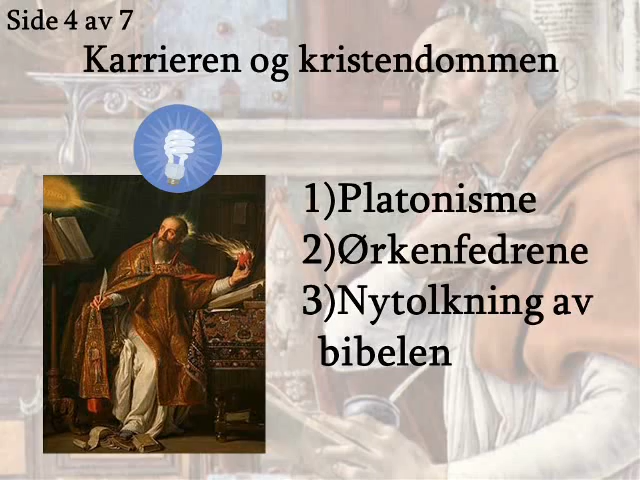 Side 4 av 7
Karrieren og kristendommen
1)Platonisme
2)Ørkenfedrene
3)Nytolkning av
bibelen